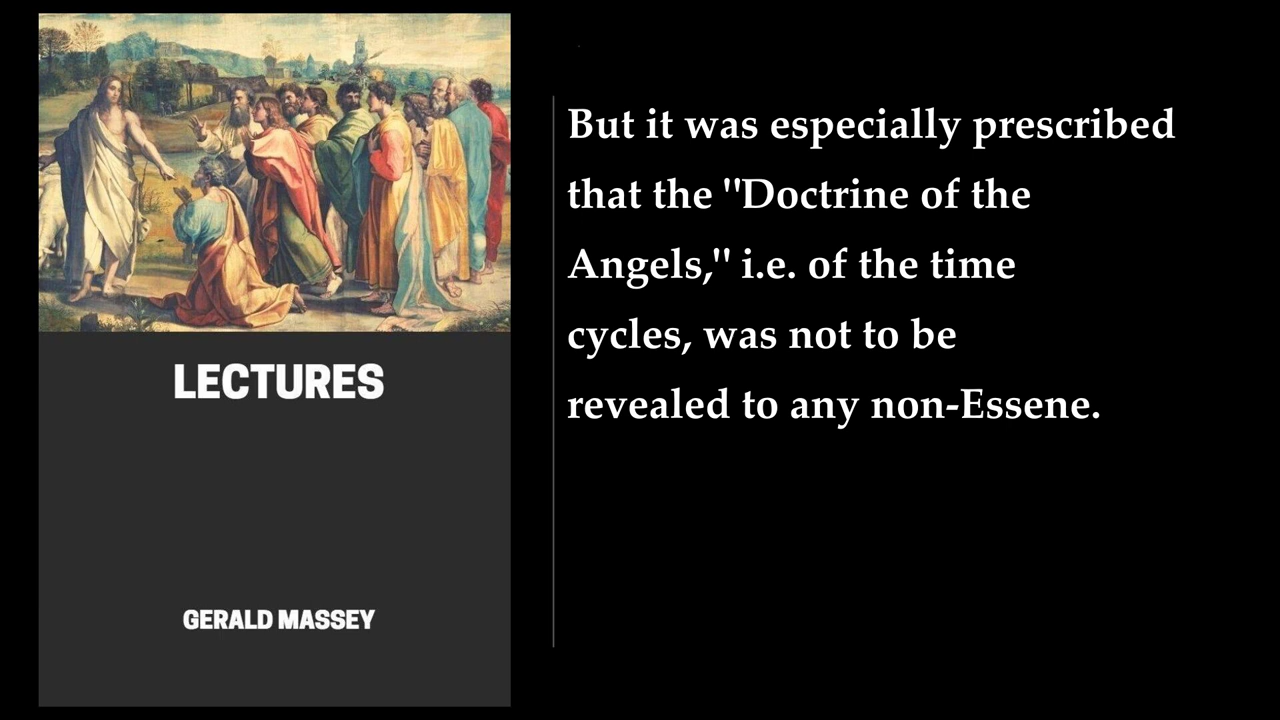 LECTURES
GERALD MASSEY
But it was especially prescribed
that the "Doctrine of the
Angels," i.e. of the time
cycles, was not to be
revealed to any non-Essene.